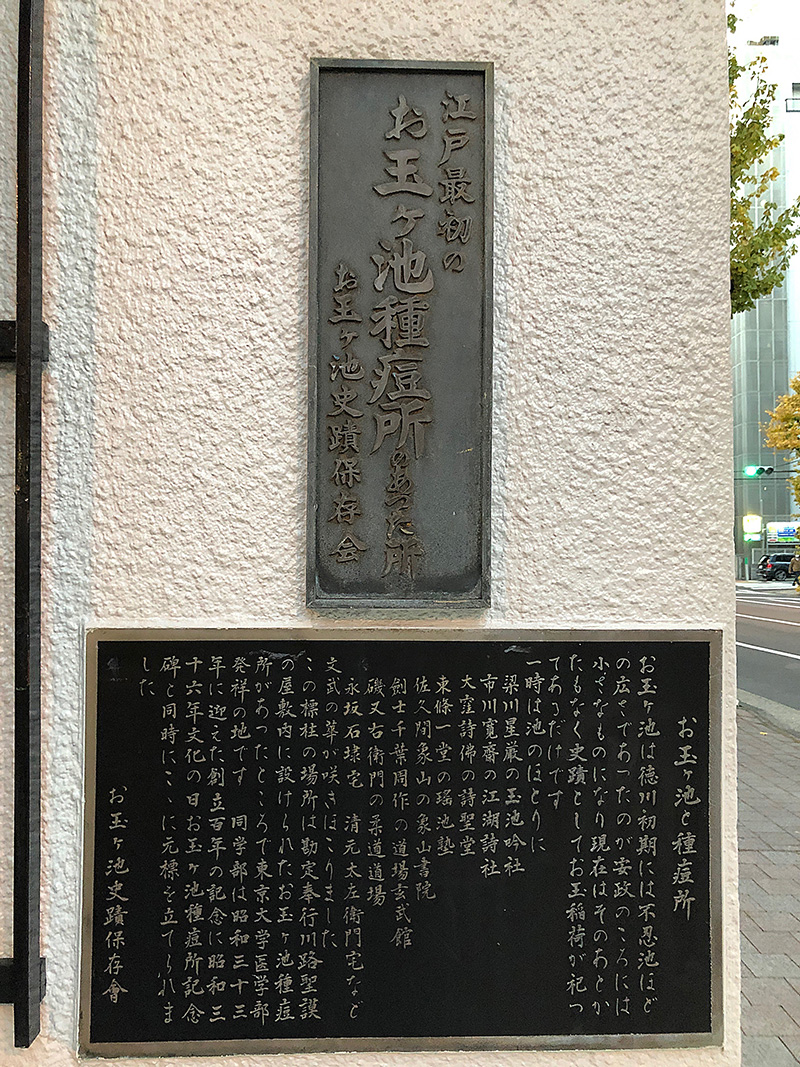 江戸最初の
お玉ヶ池種痘所のあった所
お玉ヶ池史蹟保存会
お玉ヶ池と種痘所
お玉ヶ池は徳川初期には不忍池ほど
の広さであったのが安政のころには
小さなものになり現在はそのあとか
たもなく史蹟としてお玉稲荷が祀っ
てあるだけです
一時は池のほとりに
梁川星巌の玉池吟社
市川寛齋の江湖詩社
大窪詩佛の詩聖堂
東條一堂の瑶池塾
佐久間象山の象山書院
剣士千葉周作の道場玄武館
磯又右衛門の柔道道場
永坂石埭宅　清元太左衛門宅など
文武の華が咲きほこりました
この標柱の場所は勘定奉行川路聖謨
の屋敷内に設けられたお玉ヶ池種痘
所があったところで東京大学医学部
発祥の地です　同学部は昭和三十三
年に迎えた創立百年の記念に昭和三
十六年文化の日お玉ヶ池種痘所記念
碑と同時にここに元標を立てられま
した
お玉ヶ池史蹟保存會